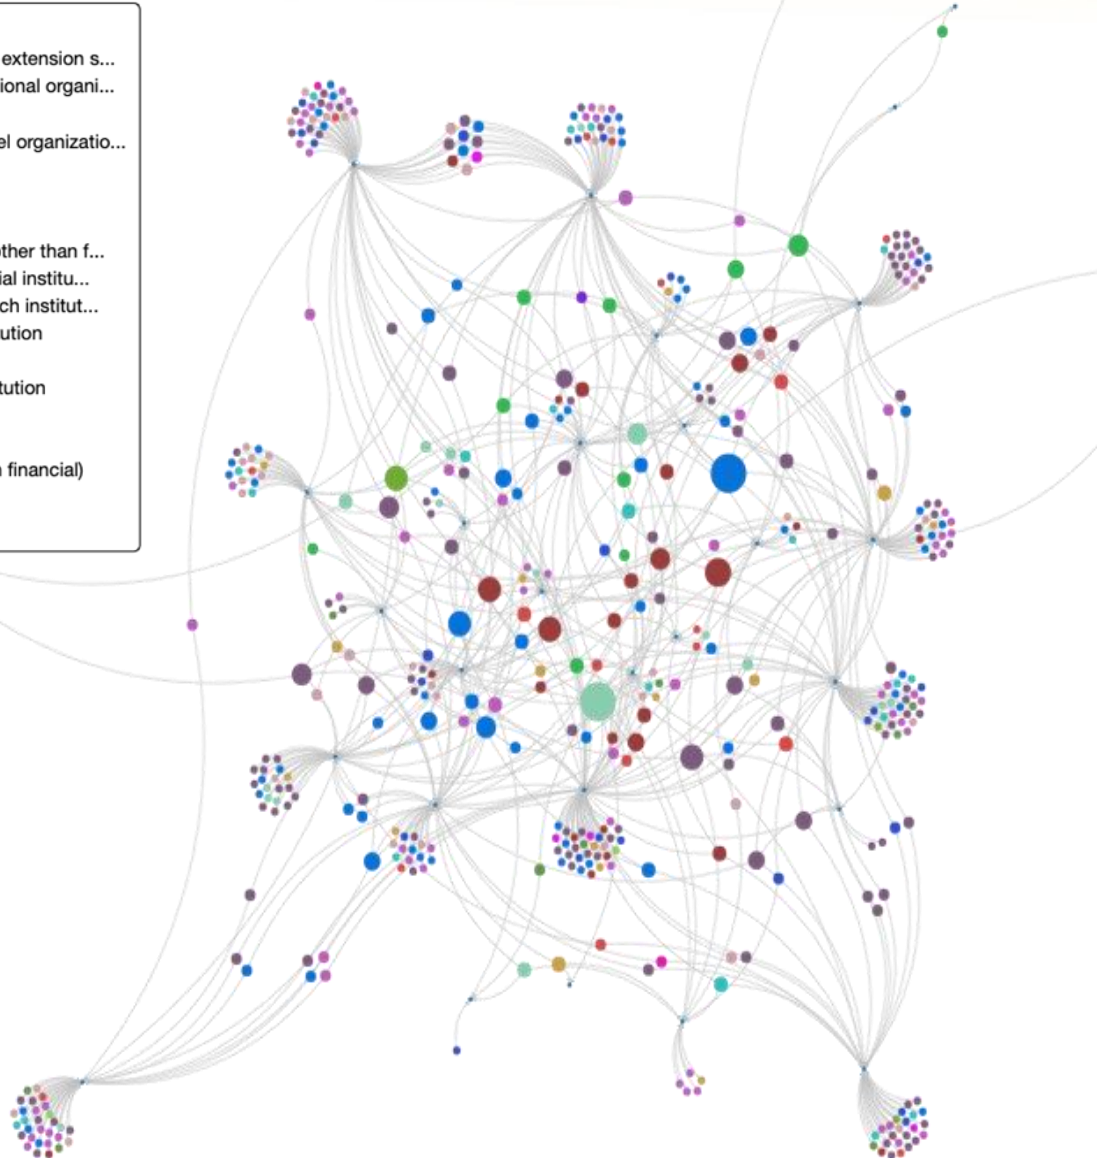 extension s...
ional organi...
el organizatio...
ther than f...
ial institu...
ch institut...
ution
tution
financial)